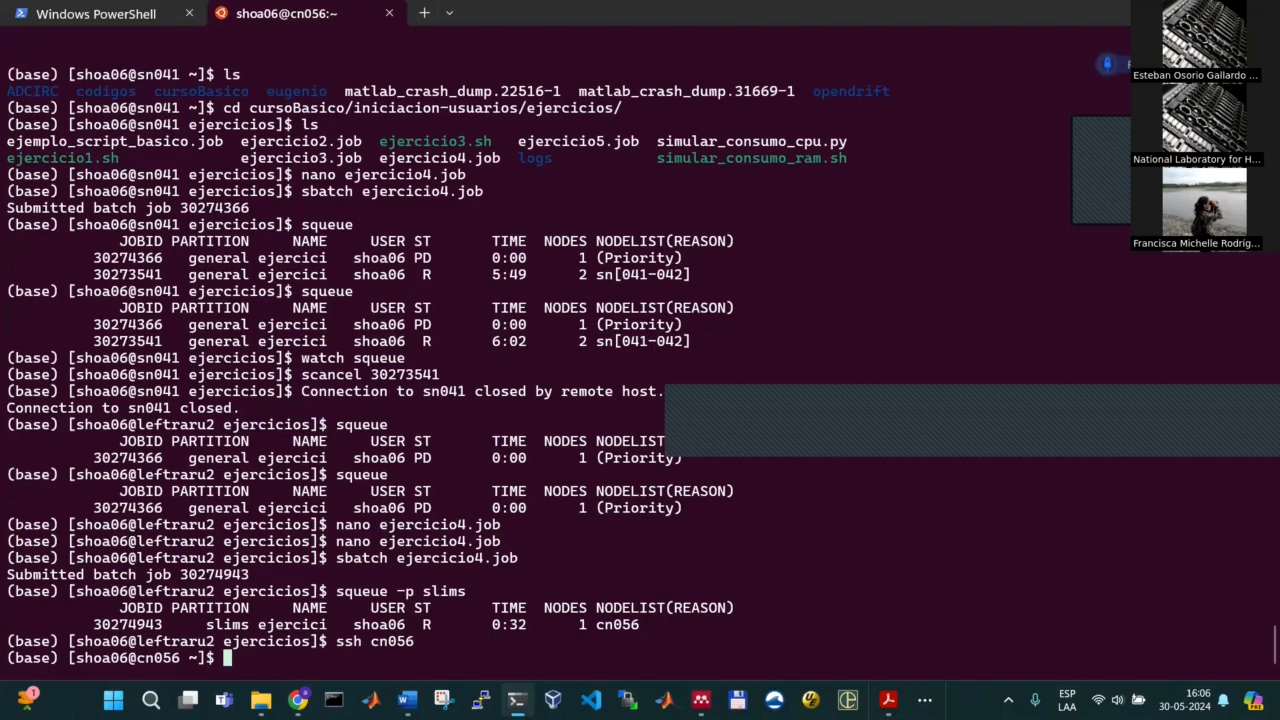 Windows PowerShell
shoa06@cn056:~
(base) [shoa06@sn041 ~]$ ls
ADCIRC codigos cursoBasico eugenio matlab_crash_dump.22516-1 matlab_crash_dump.31669-1 opendrift
(base) [shoa06@sn041 ~]$ cd cursoBasico/iniciacion-usuarios/ejercicios/
(base) [shoa06@sn041 ejercicios]$ ls
ejemplo_script_basico.job ejercicio2.job ejercicio3.sh ejercicio5.job simular_consumo_cpu.py
ejercicio1.sh ejercicio3.job ejercicio4.job logs simular_consumo_ram.sh
(base) [shoa06@sn041 ejercicios]$ nano ejercicio4.job
(base) [shoa06@sn041 ejercicios]$ sbatch ejercicio4.job
Submitted batch job 30274366
(base) [shoa06@sn041 ejercicios]$ squeue
JOBID PARTITION NAME USER ST TIME NODES NODELIST(REASON)
30274366 general ejercici shoa06 PD 0:00 1 (Priority)
30273541 general ejercici shoa06 R 5:49 2 sn[041-042]
(base) [shoa06@sn041 ejercicios]$ squeue
JOBID PARTITION NAME USER ST TIME NODES NODELIST(REASON)
30274366 general ejercici shoa06 PD 0:00 1 (Priority)
30273541 general ejercici shoa06 R 6:02 2 sn[041-042]
(base) [shoa06@sn041 ejercicios]$ watch squeue
(base) [shoa06@sn041 ejercicios]$ scancel 30273541
(base) [shoa06@sn041 ejercicios]$ Connection to sn041 closed by remote host.
Connection to sn041 closed.
(base) [shoa06@leftraru2 ejercicios]$ squeue
JOBID PARTITION NAME USER ST TIME NODES NODELIST
30274366 general ejercici shoa06 PD 0:00 1 (Priority)
(base) [shoa06@leftraru2 ejercicios]$ squeue
JOBID PARTITION NAME USER ST TIME NODES NODELIST(REASON)
30274366 general ejercici shoa06 PD 0:00 1 (Priority)
(base) [shoa06@leftraru2 ejercicios]$ nano ejercicio4.job
(base) [shoa06@leftraru2 ejercicios]$ nano ejercicio4.job
(base) [shoa06@leftraru2 ejercicios]$ sbatch ejercicio4.job
Submitted batch job 30274943
(base) [shoa06@leftraru2 ejercicios]$ squeue -p slims
JOBID PARTITION NAME USER ST TIME NODES NODELIST(REASON)
30274943 slims ejercici shoa06 R 0:32 1 cn056
(base) [shoa06@leftraru2 ejercicios]$ ssh cn056
(base) [shoa06@cn056 ~]$
Esteban Osorio Gallardo ...
National Laboratory for H...
Francisca Michelle Rodríg...
1
ESP
LAA
16:06
30-05-2024